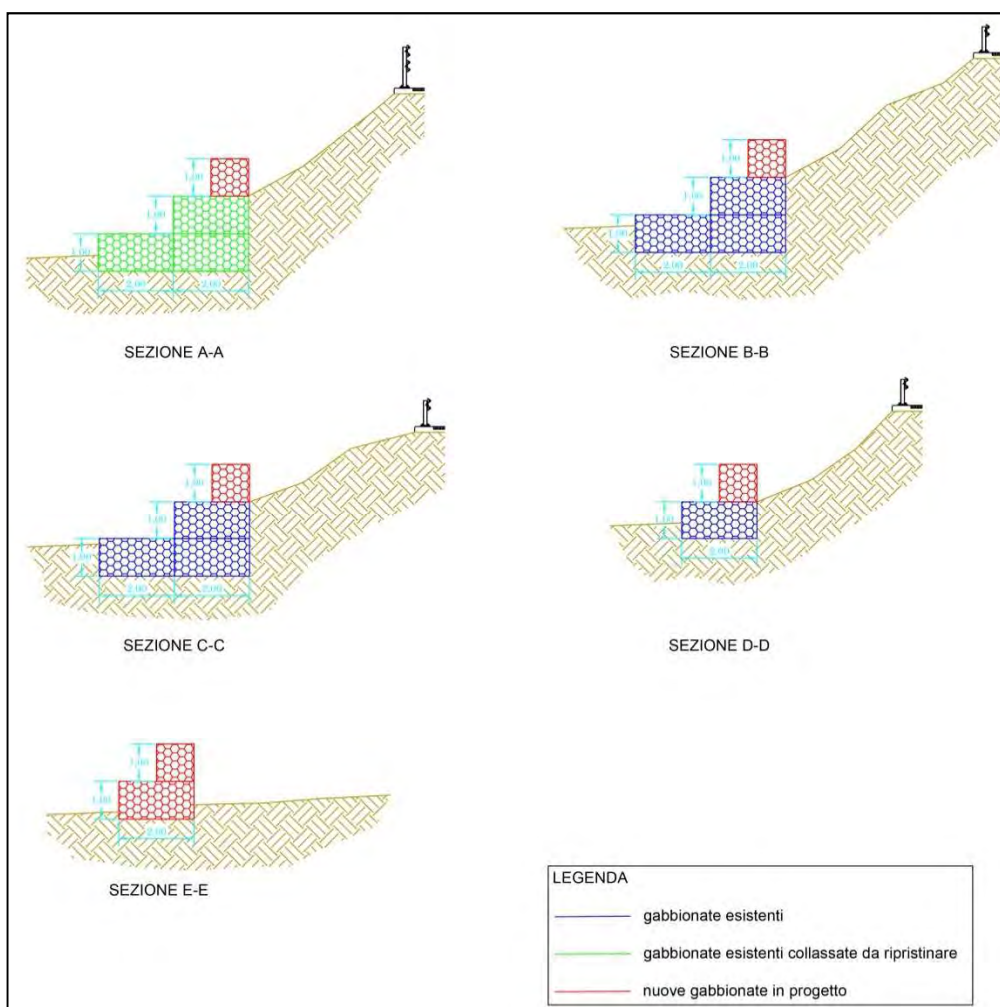 1,00
1,00
1,00
2,00
2,00
SEZIONE A-A
1,00
1,00
1,00
2,00
2,00
SEZIONE B-B
1,00
1,00
1,00
2,00
2,00
SEZIONE C-C
1,00
1,00
2,00
SEZIONE D-D
1,00
1,00
2,00
SEZIONE E-E
LEGENDA
gabbionate esistenti
gabbionate esistenti collassate da ripristinare
nuove gabbionate in progetto